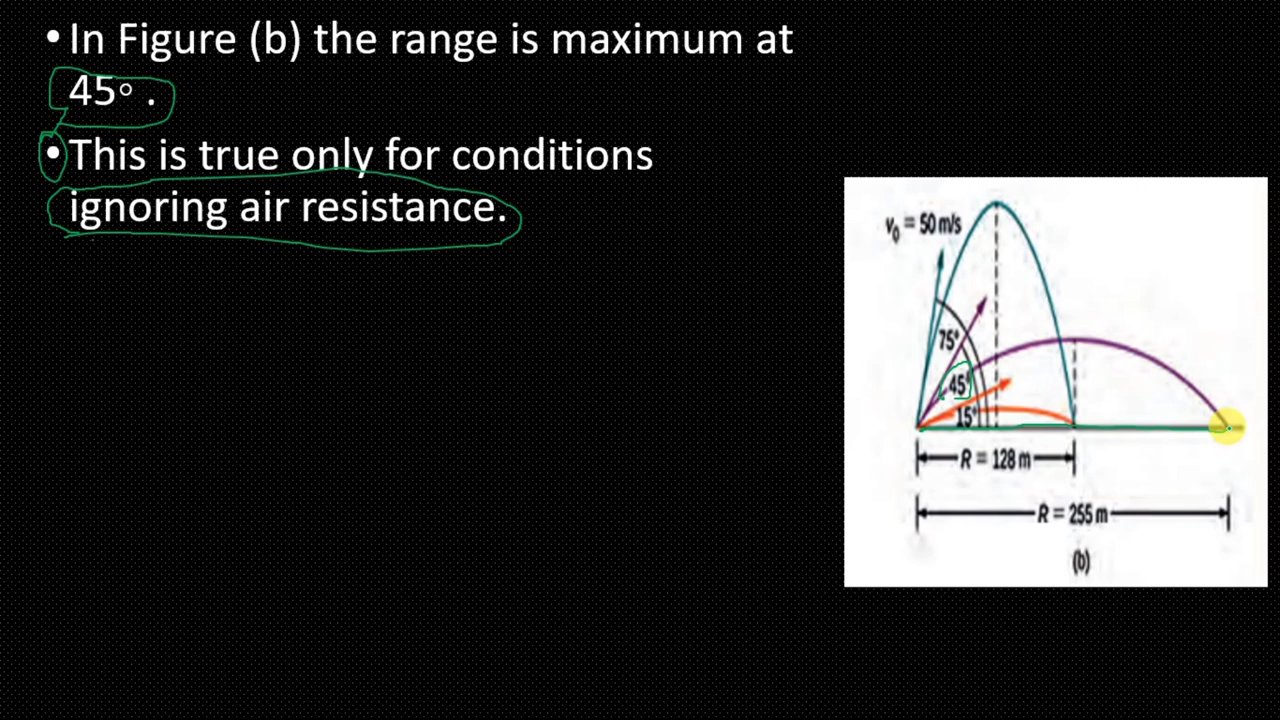 • In Figure (b) the range is maximum at
45° .
• This is true only for conditions
ignoring air resistance.
v₀ = 50 m/s
75°
45°
15°
R = 128 m
R = 255 m
(b)